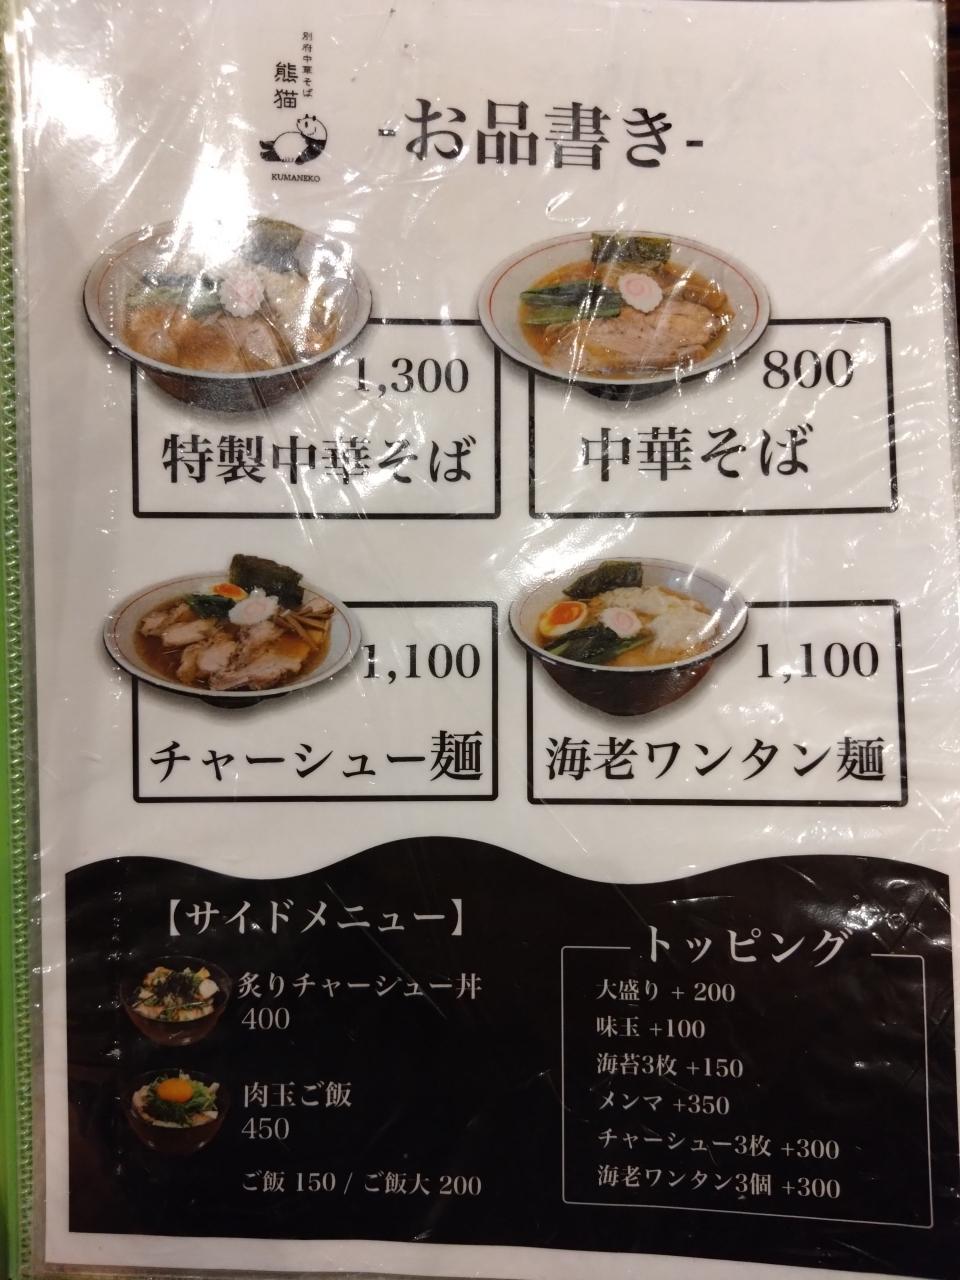 別府中華そば
熊猫
KUMANEKO
-お品書き-
1,300
特製中華そば
800
中華そば
1,100
チャーシュー麺
1,100
海老ワンタン麺
【サイドメニュー】
炙りチャーシュー丼
400
肉玉ご飯
450
ご飯 150 / ご飯大 200
トッピング
大盛り + 200
味玉 +100
海苔3枚 +150
メンマ +350
チャーシュー3枚 +300
海老ワンタン3個 +300